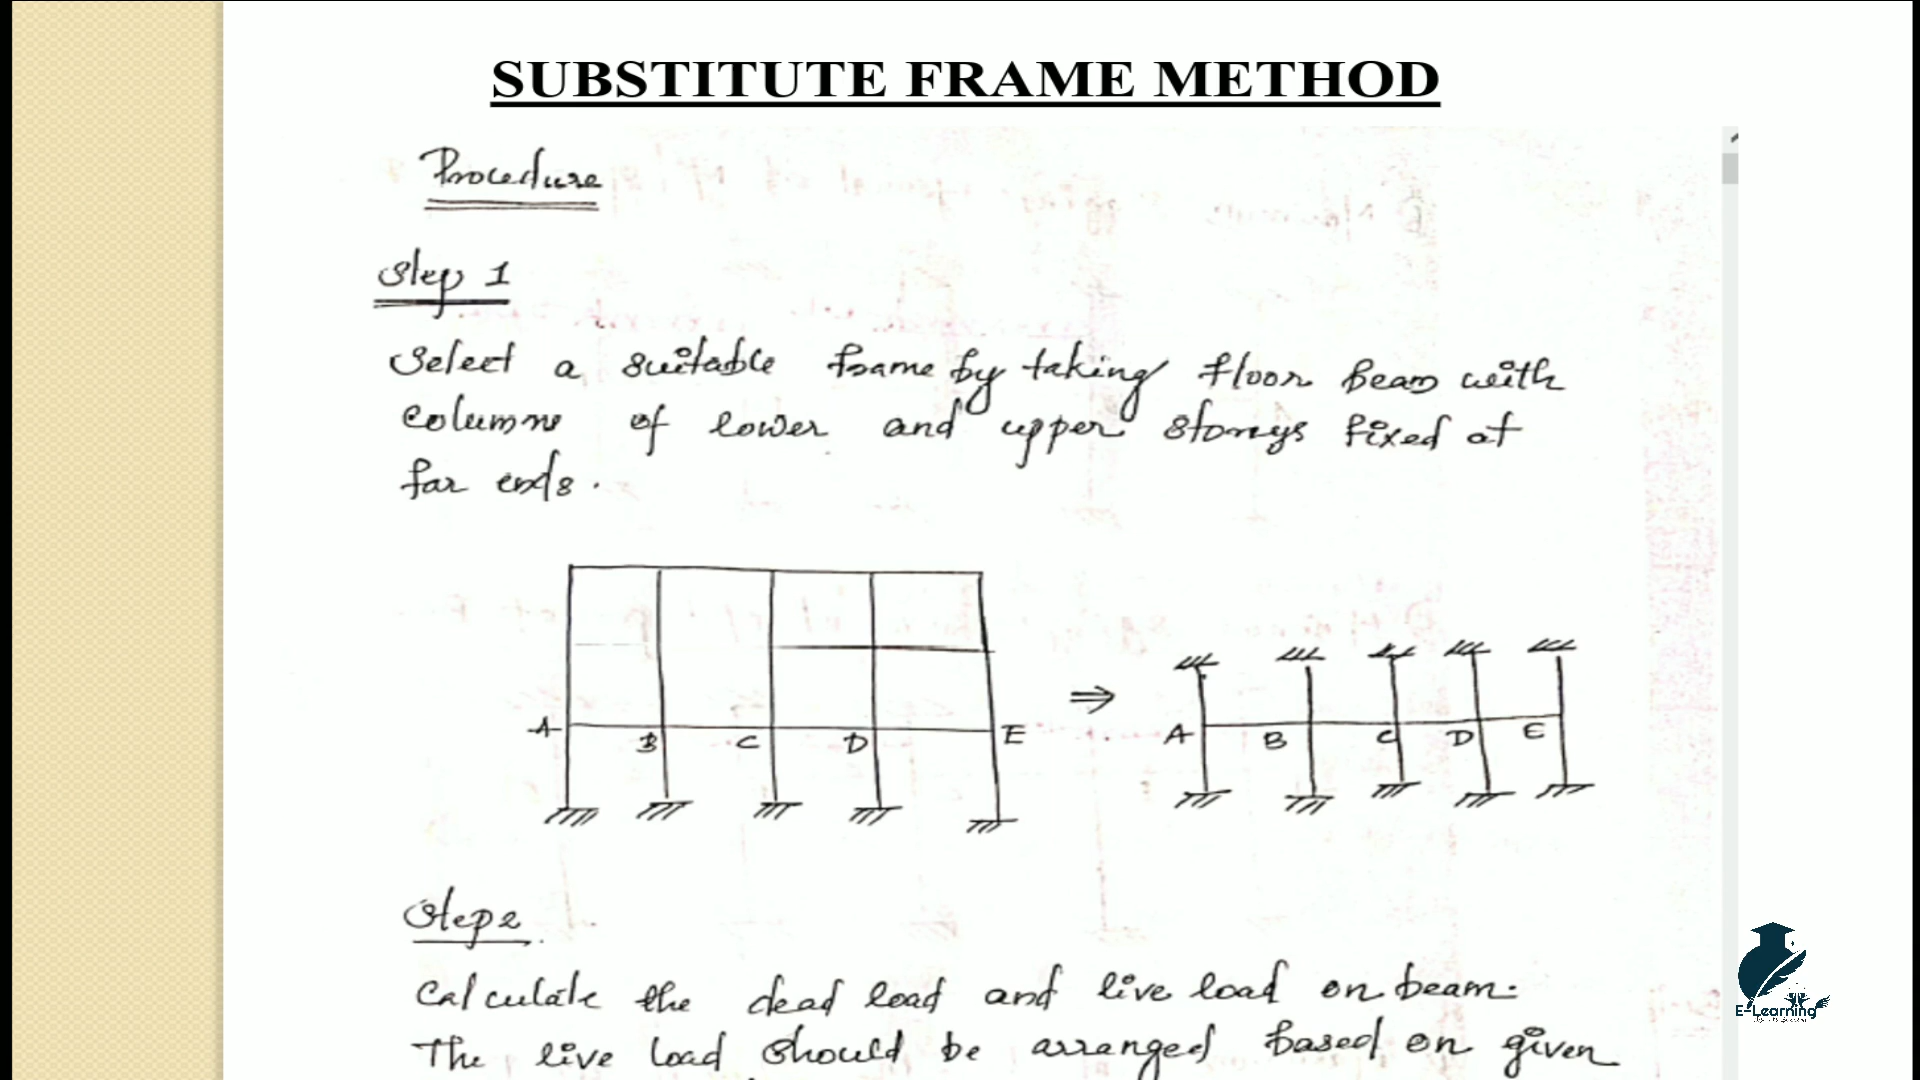 SUBSTITUTE FRAME METHOD
Procedure
Step 1
Select a suitable frame by taking floor beam with
columns of lower and upper storeys fixed at
far ends.
A B C D E
A B C D E
Step 2
Calculate the dead load and live load on beam.
The live load should be arranged based on given
E-Learning